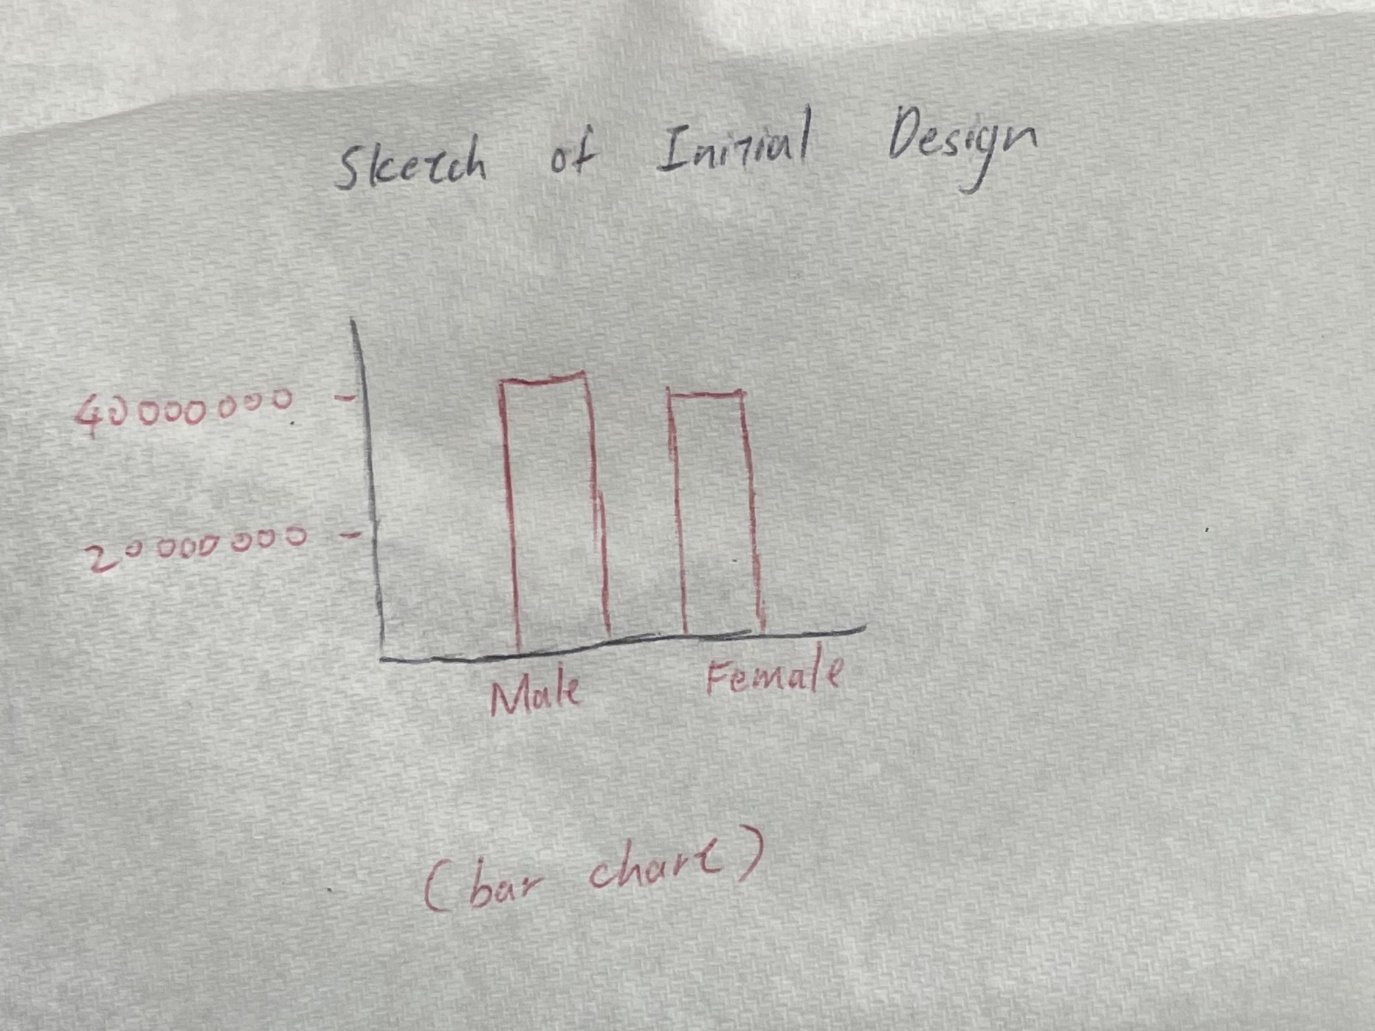 Sketch of Initial Design
40000000
20000000
Male Female
(bar chart)